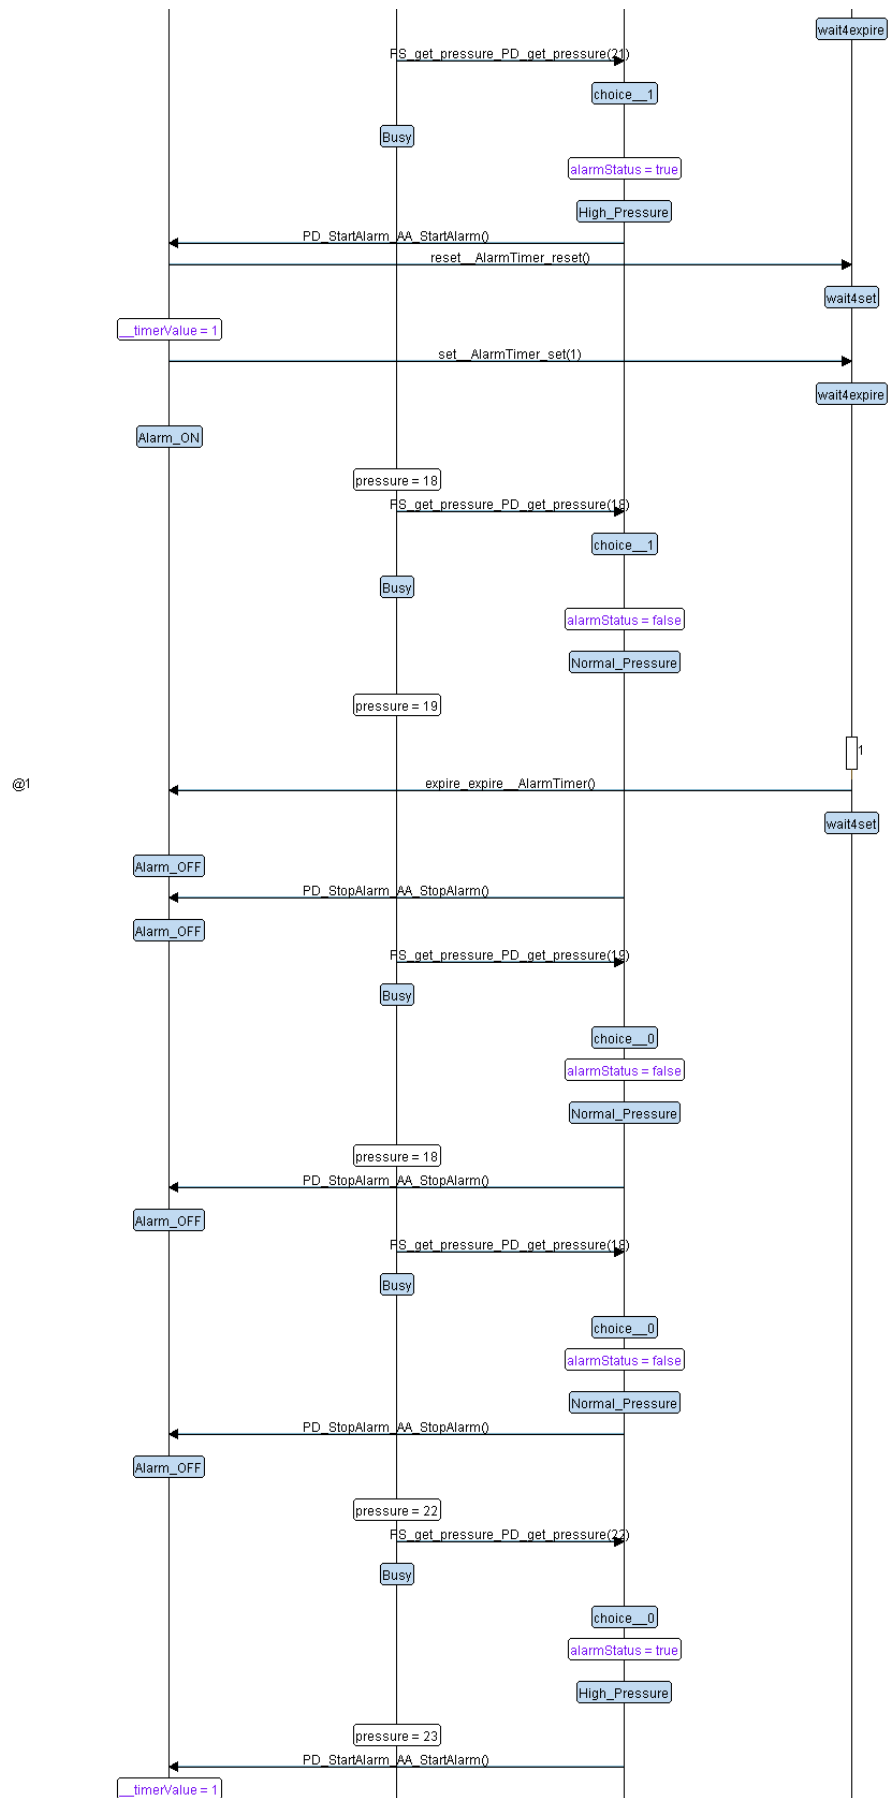 wait4expire
FS_get_pressure_PD_get_pressure(21)
choice__1
Busy
alarmStatus = true
High_Pressure
PD_StartAlarm_AA_StartAlarm()
reset__AlarmTimer_reset()
wait4set
__timerValue = 1
set__AlarmTimer_set(1)
wait4expire
Alarm_ON
pressure = 18
FS_get_pressure_PD_get_pressure(18)
choice__1
Busy
alarmStatus = false
Normal_Pressure
pressure = 19
1
@1
expire_expire__AlarmTimer()
wait4set
Alarm_OFF
PD_StopAlarm_AA_StopAlarm()
Alarm_OFF
FS_get_pressure_PD_get_pressure(19)
Busy
choice__0
alarmStatus = false
Normal_Pressure
pressure = 18
PD_StopAlarm_AA_StopAlarm()
Alarm_OFF
FS_get_pressure_PD_get_pressure(18)
Busy
choice__0
alarmStatus = false
Normal_Pressure
PD_StopAlarm_AA_StopAlarm()
Alarm_OFF
pressure = 22
FS_get_pressure_PD_get_pressure(22)
Busy
choice__0
alarmStatus = true
High_Pressure
pressure = 23
PD_StartAlarm_AA_StartAlarm()
__timerValue = 1